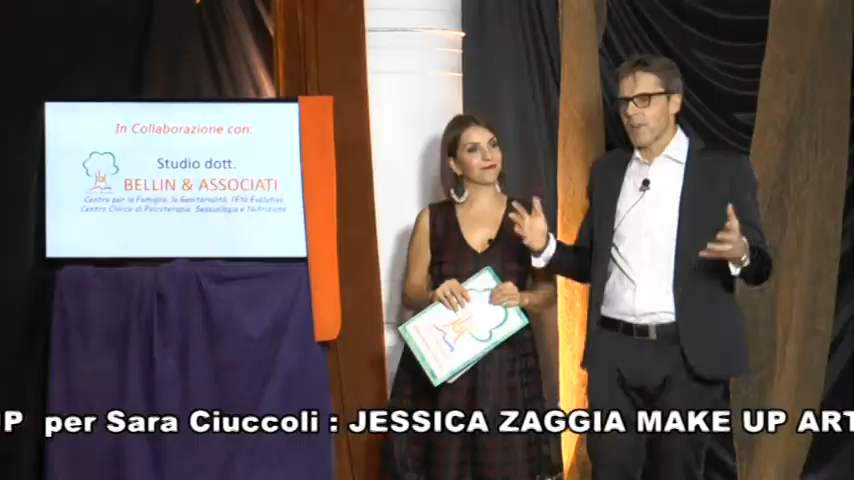 In Collaborazione con:
Studio dott.
BELLIN & ASSOCIATI
Centro per la Famiglia, la Genitorialità, l'Età Evolutiva
Centro Clinico di Psicoterapia, Sessuologia e Nutrizione
UP per Sara Ciuccoli : JESSICA ZAGGIA MAKE UP ART